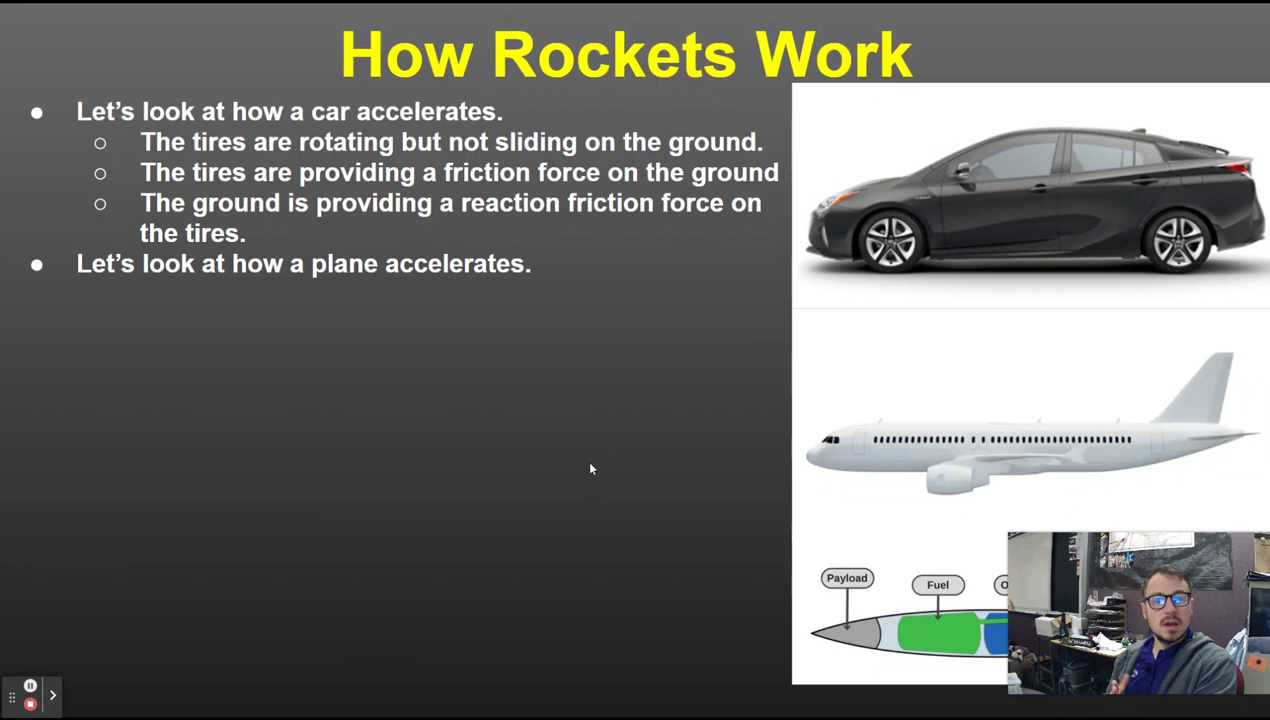 How Rockets Work
● Let's look at how a car accelerates.
○ The tires are rotating but not sliding on the ground.
○ The tires are providing a friction force on the ground
○ The ground is providing a reaction friction force on
the tires.
● Let's look at how a plane accelerates.
Payload
Fuel